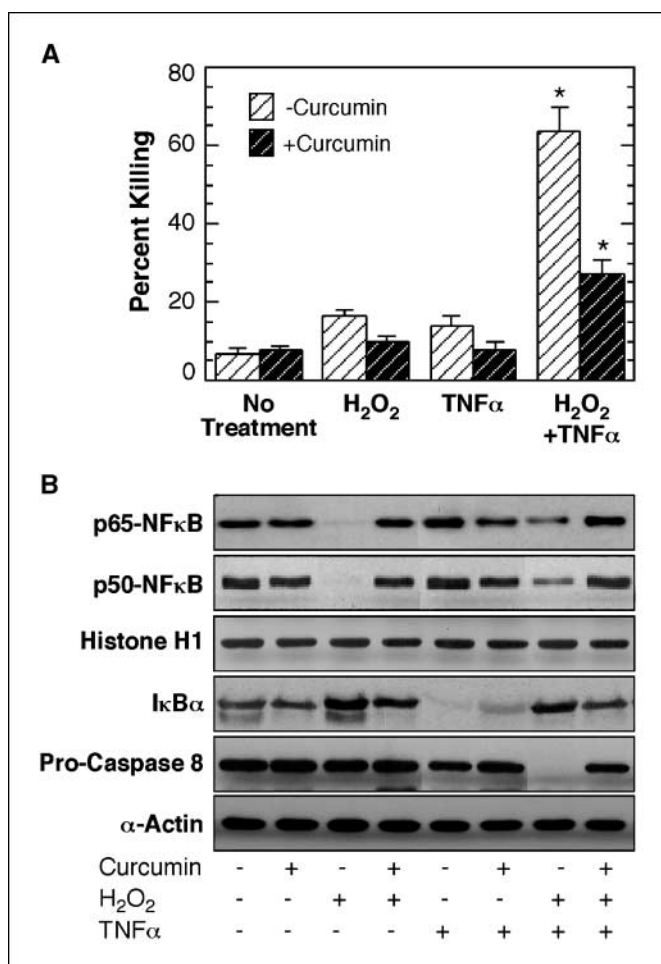 A
80
60
40
20
0
Percent Killing
-Curcumin
+Curcumin
*
*
No
Treatment
H₂O₂
TNFα
H₂O₂
+TNFα
B
p65-NFκB
p50-NFκB
Histone H1
IκBα
Pro-Caspase 8
α-Actin
Curcumin - + - + - + - +
H₂O₂ - - + + - - + +
TNFα - - - - + + + +